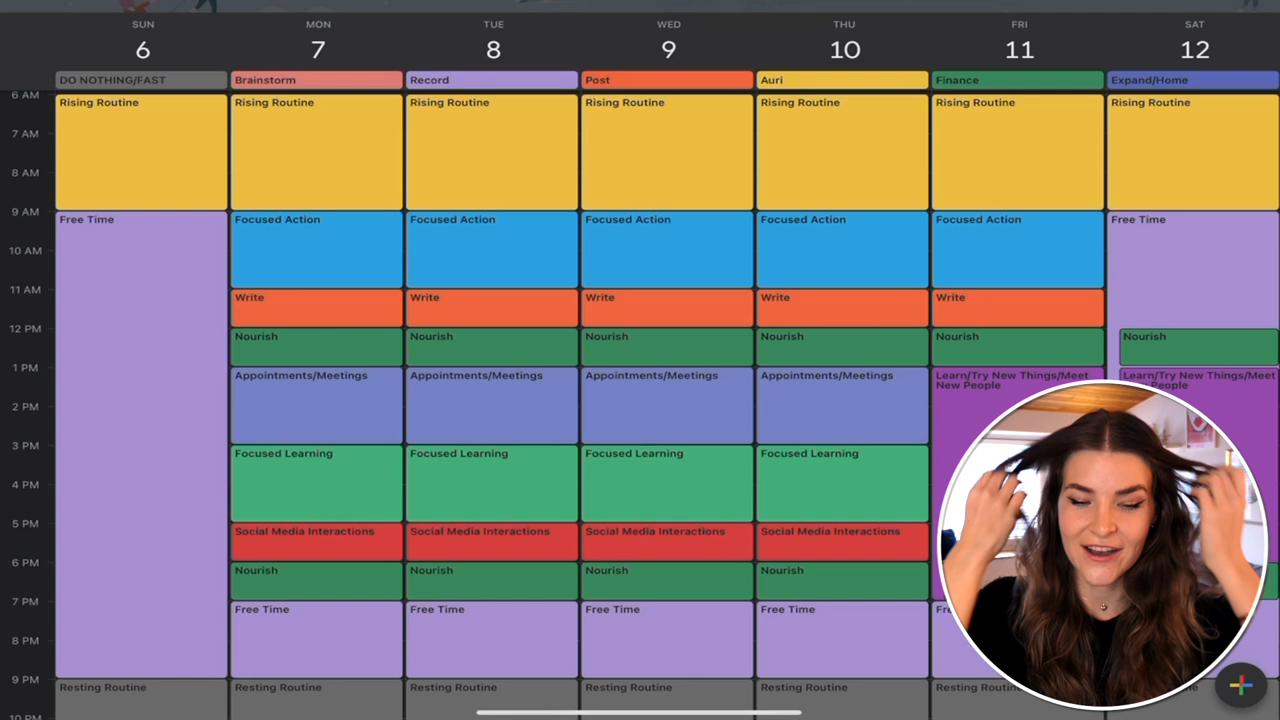 SUN MON TUE WED THU FRI SAT
6 7 8 9 10 11 12
DO NOTHING/FAST Brainstorm Record Post Auri Finance Expand/Home
6 AM
Rising Routine Rising Routine Rising Routine Rising Routine Rising Routine Rising Routine Rising Routine
7 AM
8 AM
9 AM
Free Time Focused Action Focused Action Focused Action Focused Action Focused Action Free Time
10 AM
11 AM
Write Write Write Write Write
12 PM
Nourish Nourish Nourish Nourish Nourish Nourish
1 PM
Appointments/Meetings Appointments/Meetings Appointments/Meetings Appointments/Meetings Learn/Try New Things/Meet Learn/Try New Things/Meet
New People People
2 PM
3 PM
Focused Learning Focused Learning Focused Learning Focused Learning
4 PM
5 PM
Social Media Interactions Social Media Interactions Social Media Interactions Social Media Interactions
6 PM
Nourish Nourish Nourish Nourish
7 PM
Free Time Free Time Free Time Free Time
8 PM
9 PM
Resting Routine Resting Routine Resting Routine Resting Routine Resting Routine Resting Routine
10 PM